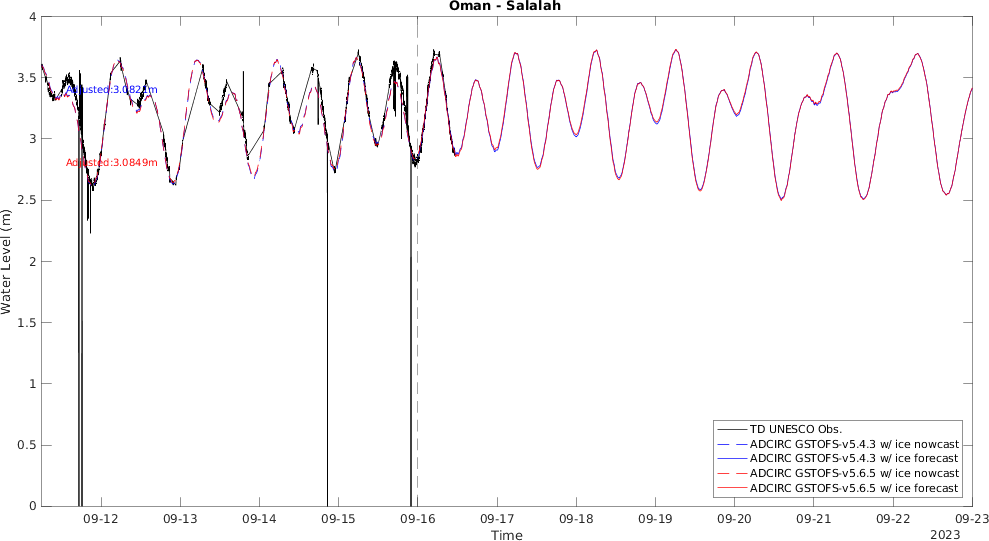 Oman - Salalah
4
3.5
3
2.5
2
1.5
1
0.5
0
Water Level (m)
Adjusted:3.0849m
TD UNESCO Obs.
ADCIRC GSTOFS-v5.4.3 w/ ice nowcast
ADCIRC GSTOFS-v5.4.3 w/ ice forecast
ADCIRC GSTOFS-v5.6.5 w/ ice nowcast
ADCIRC GSTOFS-v5.6.5 w/ ice forecast
09-12 09-13 09-14 09-15 09-16 09-17 09-18 09-19 09-20 09-21 09-22 09-23
Time
2023